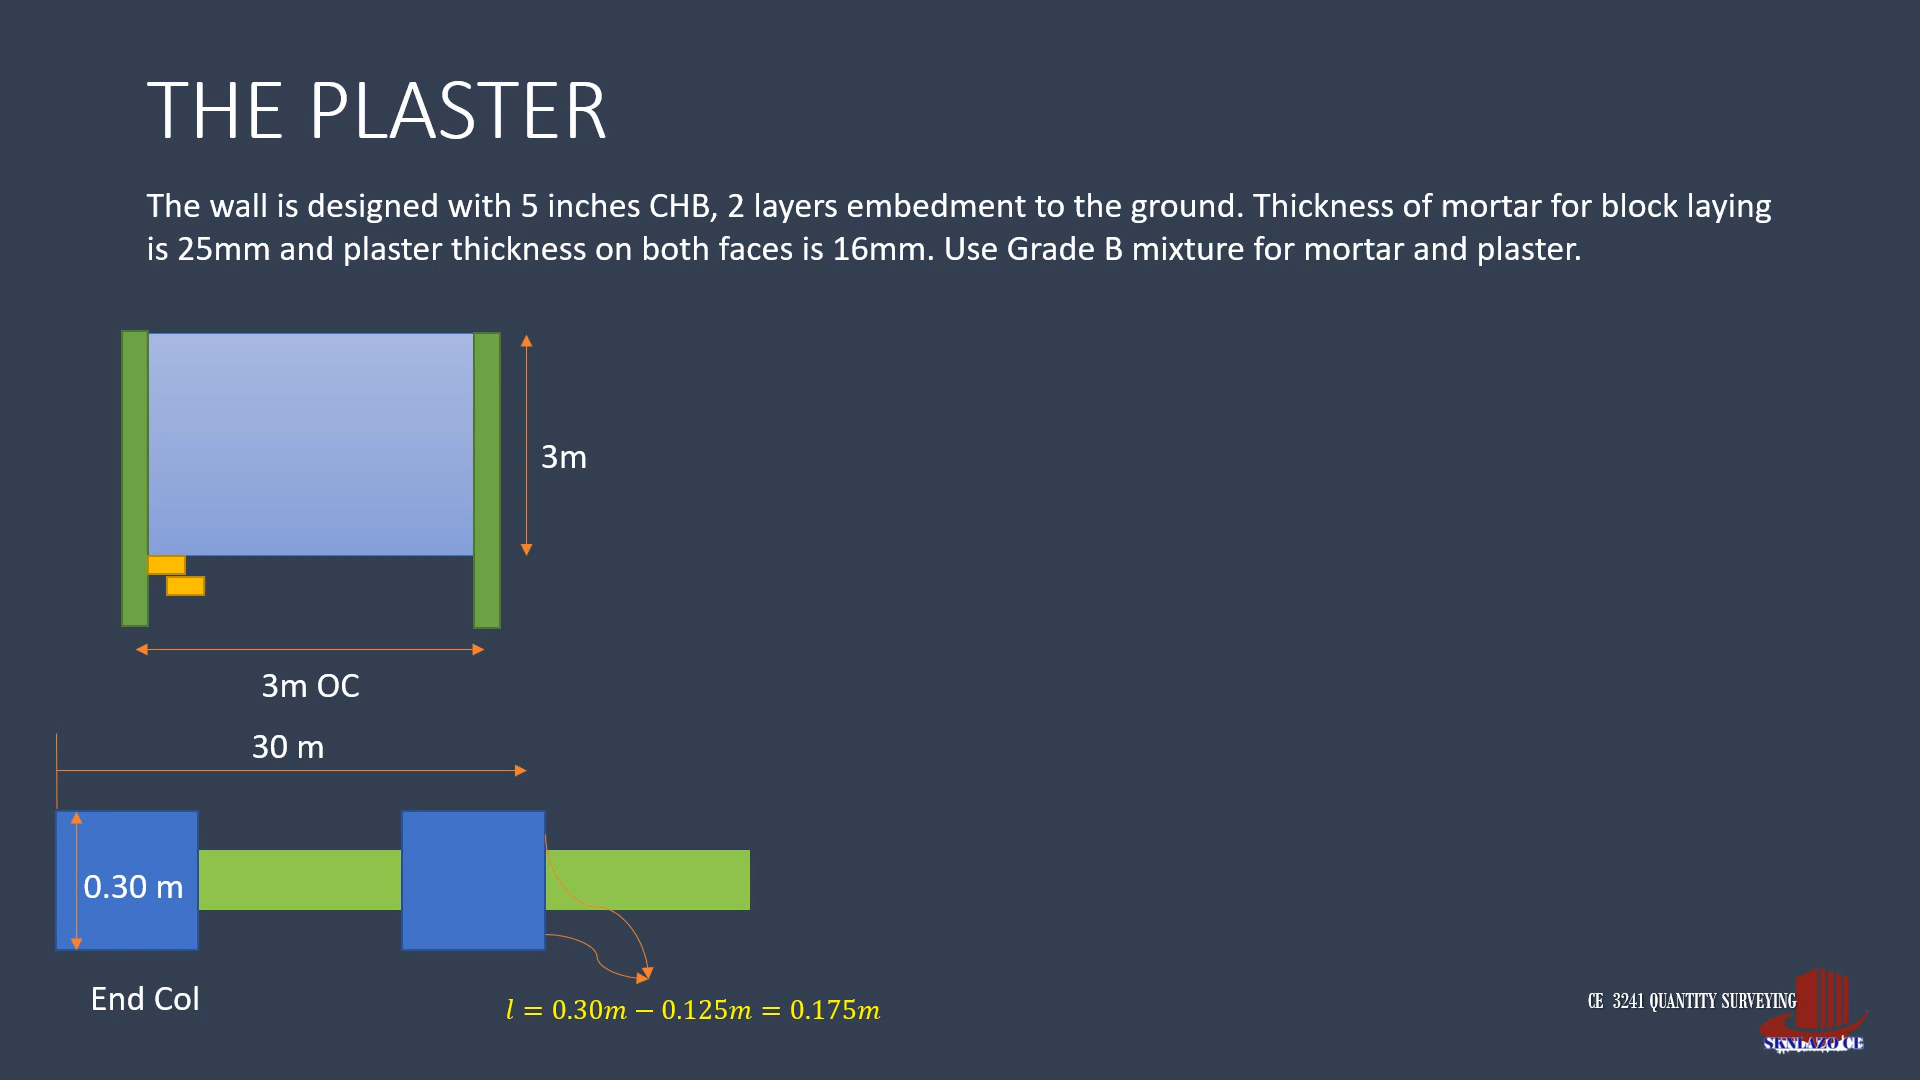 THE PLASTER
The wall is designed with 5 inches CHB, 2 layers embedment to the ground. Thickness of mortar for block laying
is 25mm and plaster thickness on both faces is 16mm. Use Grade B mixture for mortar and plaster.
3m
3m OC
30 m
0.30 m
End Col
l = 0.30m − 0.125m = 0.175m
CE 3241 QUANTITY SURVEYING
SKNLAZO CE